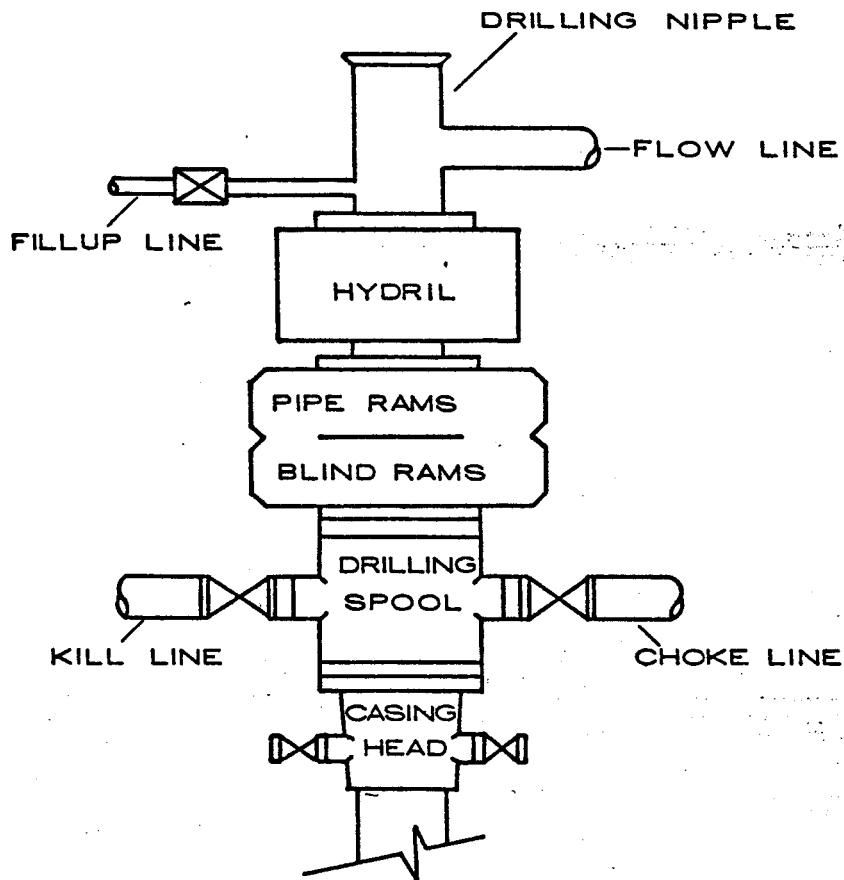 DRILLING NIPPLE
FLOW LINE
FILLUP LINE
HYDRIL
PIPE RAMS
BLIND RAMS
DRILLING
SPOOL
KILL LINE
CHOKE LINE
CASING
HEAD